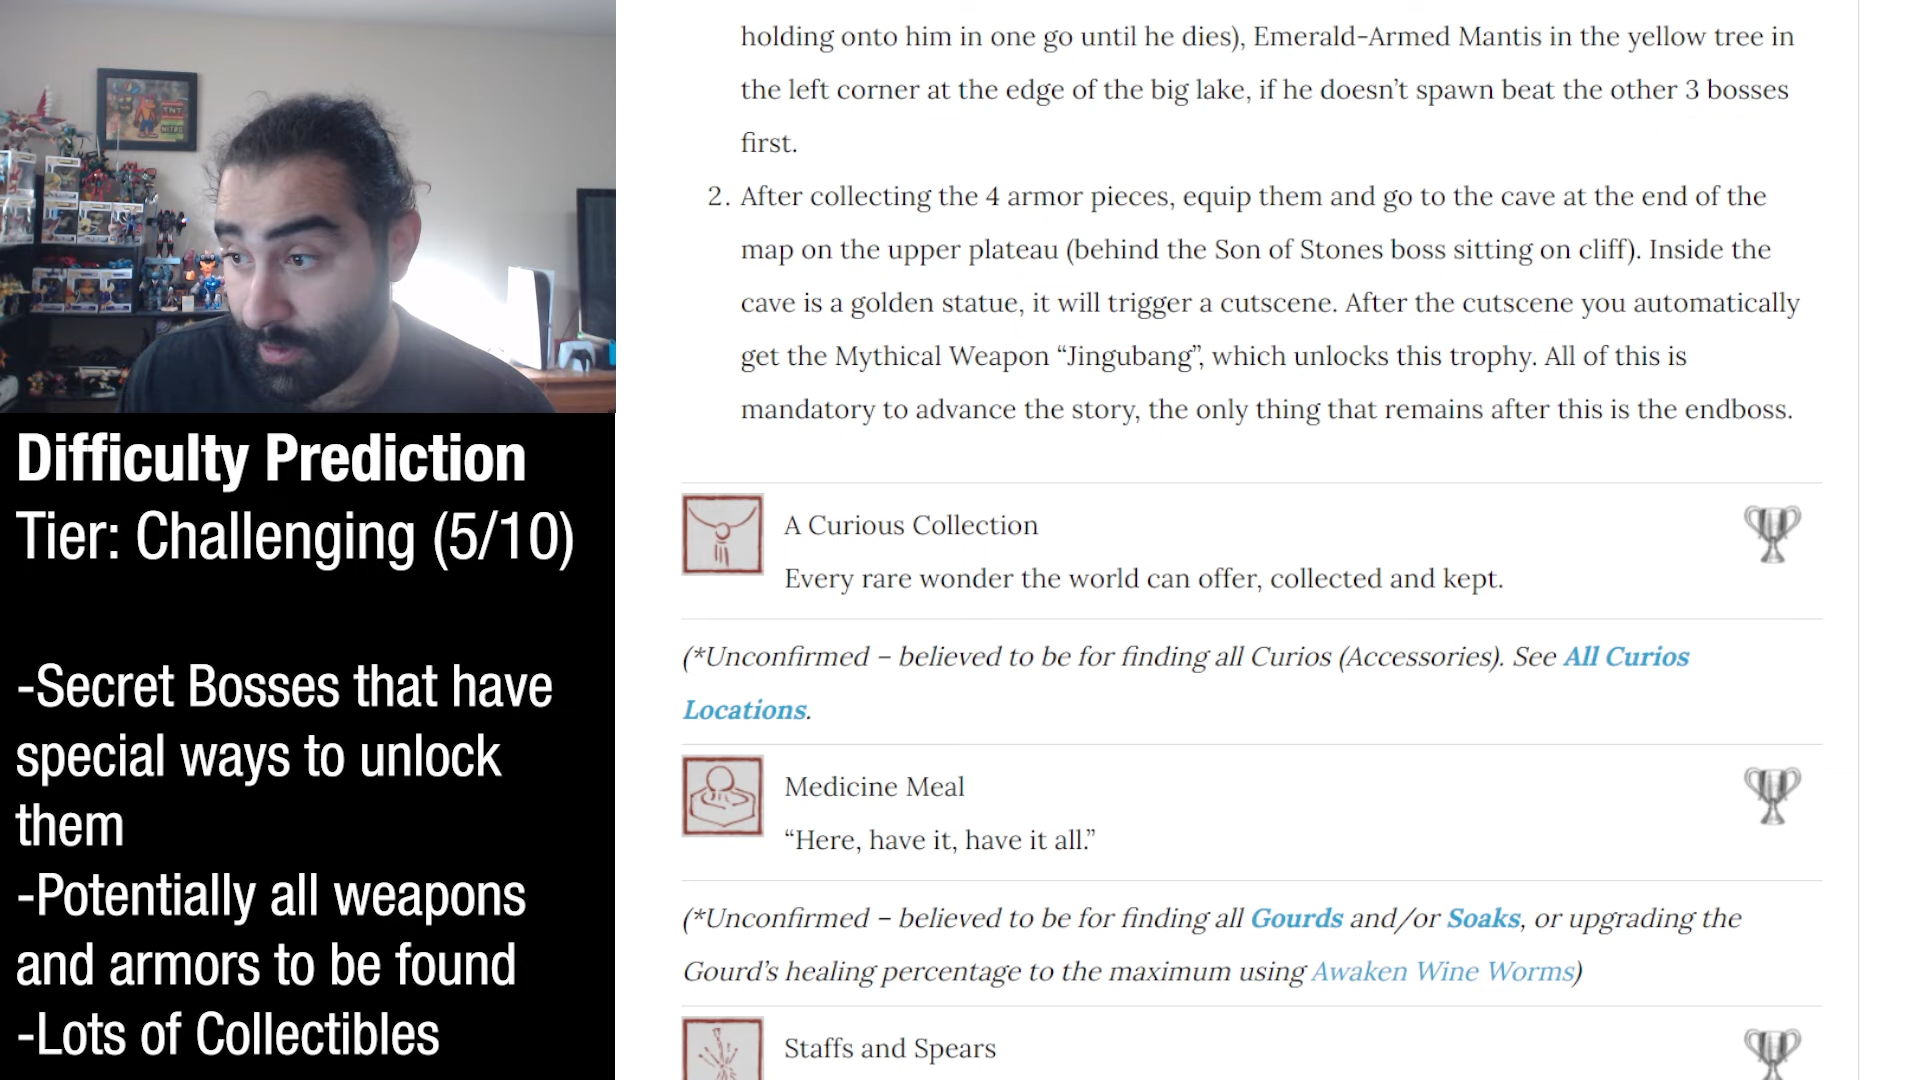 TNT
NITRO
Difficulty Prediction
Tier: Challenging (5/10)
-Secret Bosses that have
special ways to unlock
them
-Potentially all weapons
and armors to be found
-Lots of Collectibles
holding onto him in one go until he dies), Emerald-Armed Mantis in the yellow tree in
the left corner at the edge of the big lake, if he doesn’t spawn beat the other 3 bosses
first.
2. After collecting the 4 armor pieces, equip them and go to the cave at the end of the
map on the upper plateau (behind the Son of Stones boss sitting on cliff). Inside the
cave is a golden statue, it will trigger a cutscene. After the cutscene you automatically
get the Mythical Weapon “Jingubang”, which unlocks this trophy. All of this is
mandatory to advance the story, the only thing that remains after this is the endboss.
A Curious Collection
Every rare wonder the world can offer, collected and kept.
(*Unconfirmed – believed to be for finding all Curios (Accessories). See All Curios
Locations.
Medicine Meal
“Here, have it, have it all.”
(*Unconfirmed – believed to be for finding all Gourds and/or Soaks, or upgrading the
Gourd’s healing percentage to the maximum using Awaken Wine Worms)
Staffs and Spears